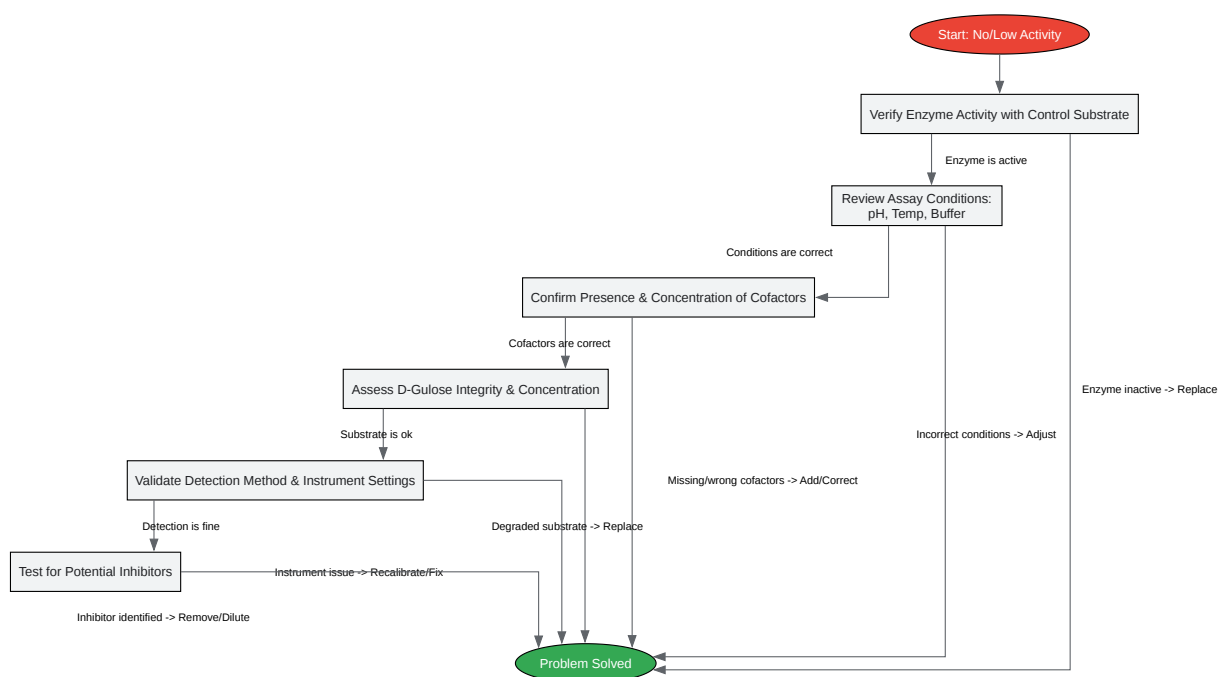 Start: No/Low Activity
Verify Enzyme Activity with Control Substrate
Enzyme is active
Review Assay Conditions:
pH, Temp, Buffer
Conditions are correct
Confirm Presence & Concentration of Cofactors
Cofactors are correct
Assess D-Gulose Integrity & Concentration
Enzyme inactive -> Replace
Substrate is ok
Incorrect conditions -> Adjust
Validate Detection Method & Instrument Settings
Missing/wrong cofactors -> Add/Correct
Detection is fine
Degraded substrate -> Replace
Test for Potential Inhibitors
Instrument issue -> Recalibrate/Fix
Inhibitor identified -> Remove/Dilute
Problem Solved